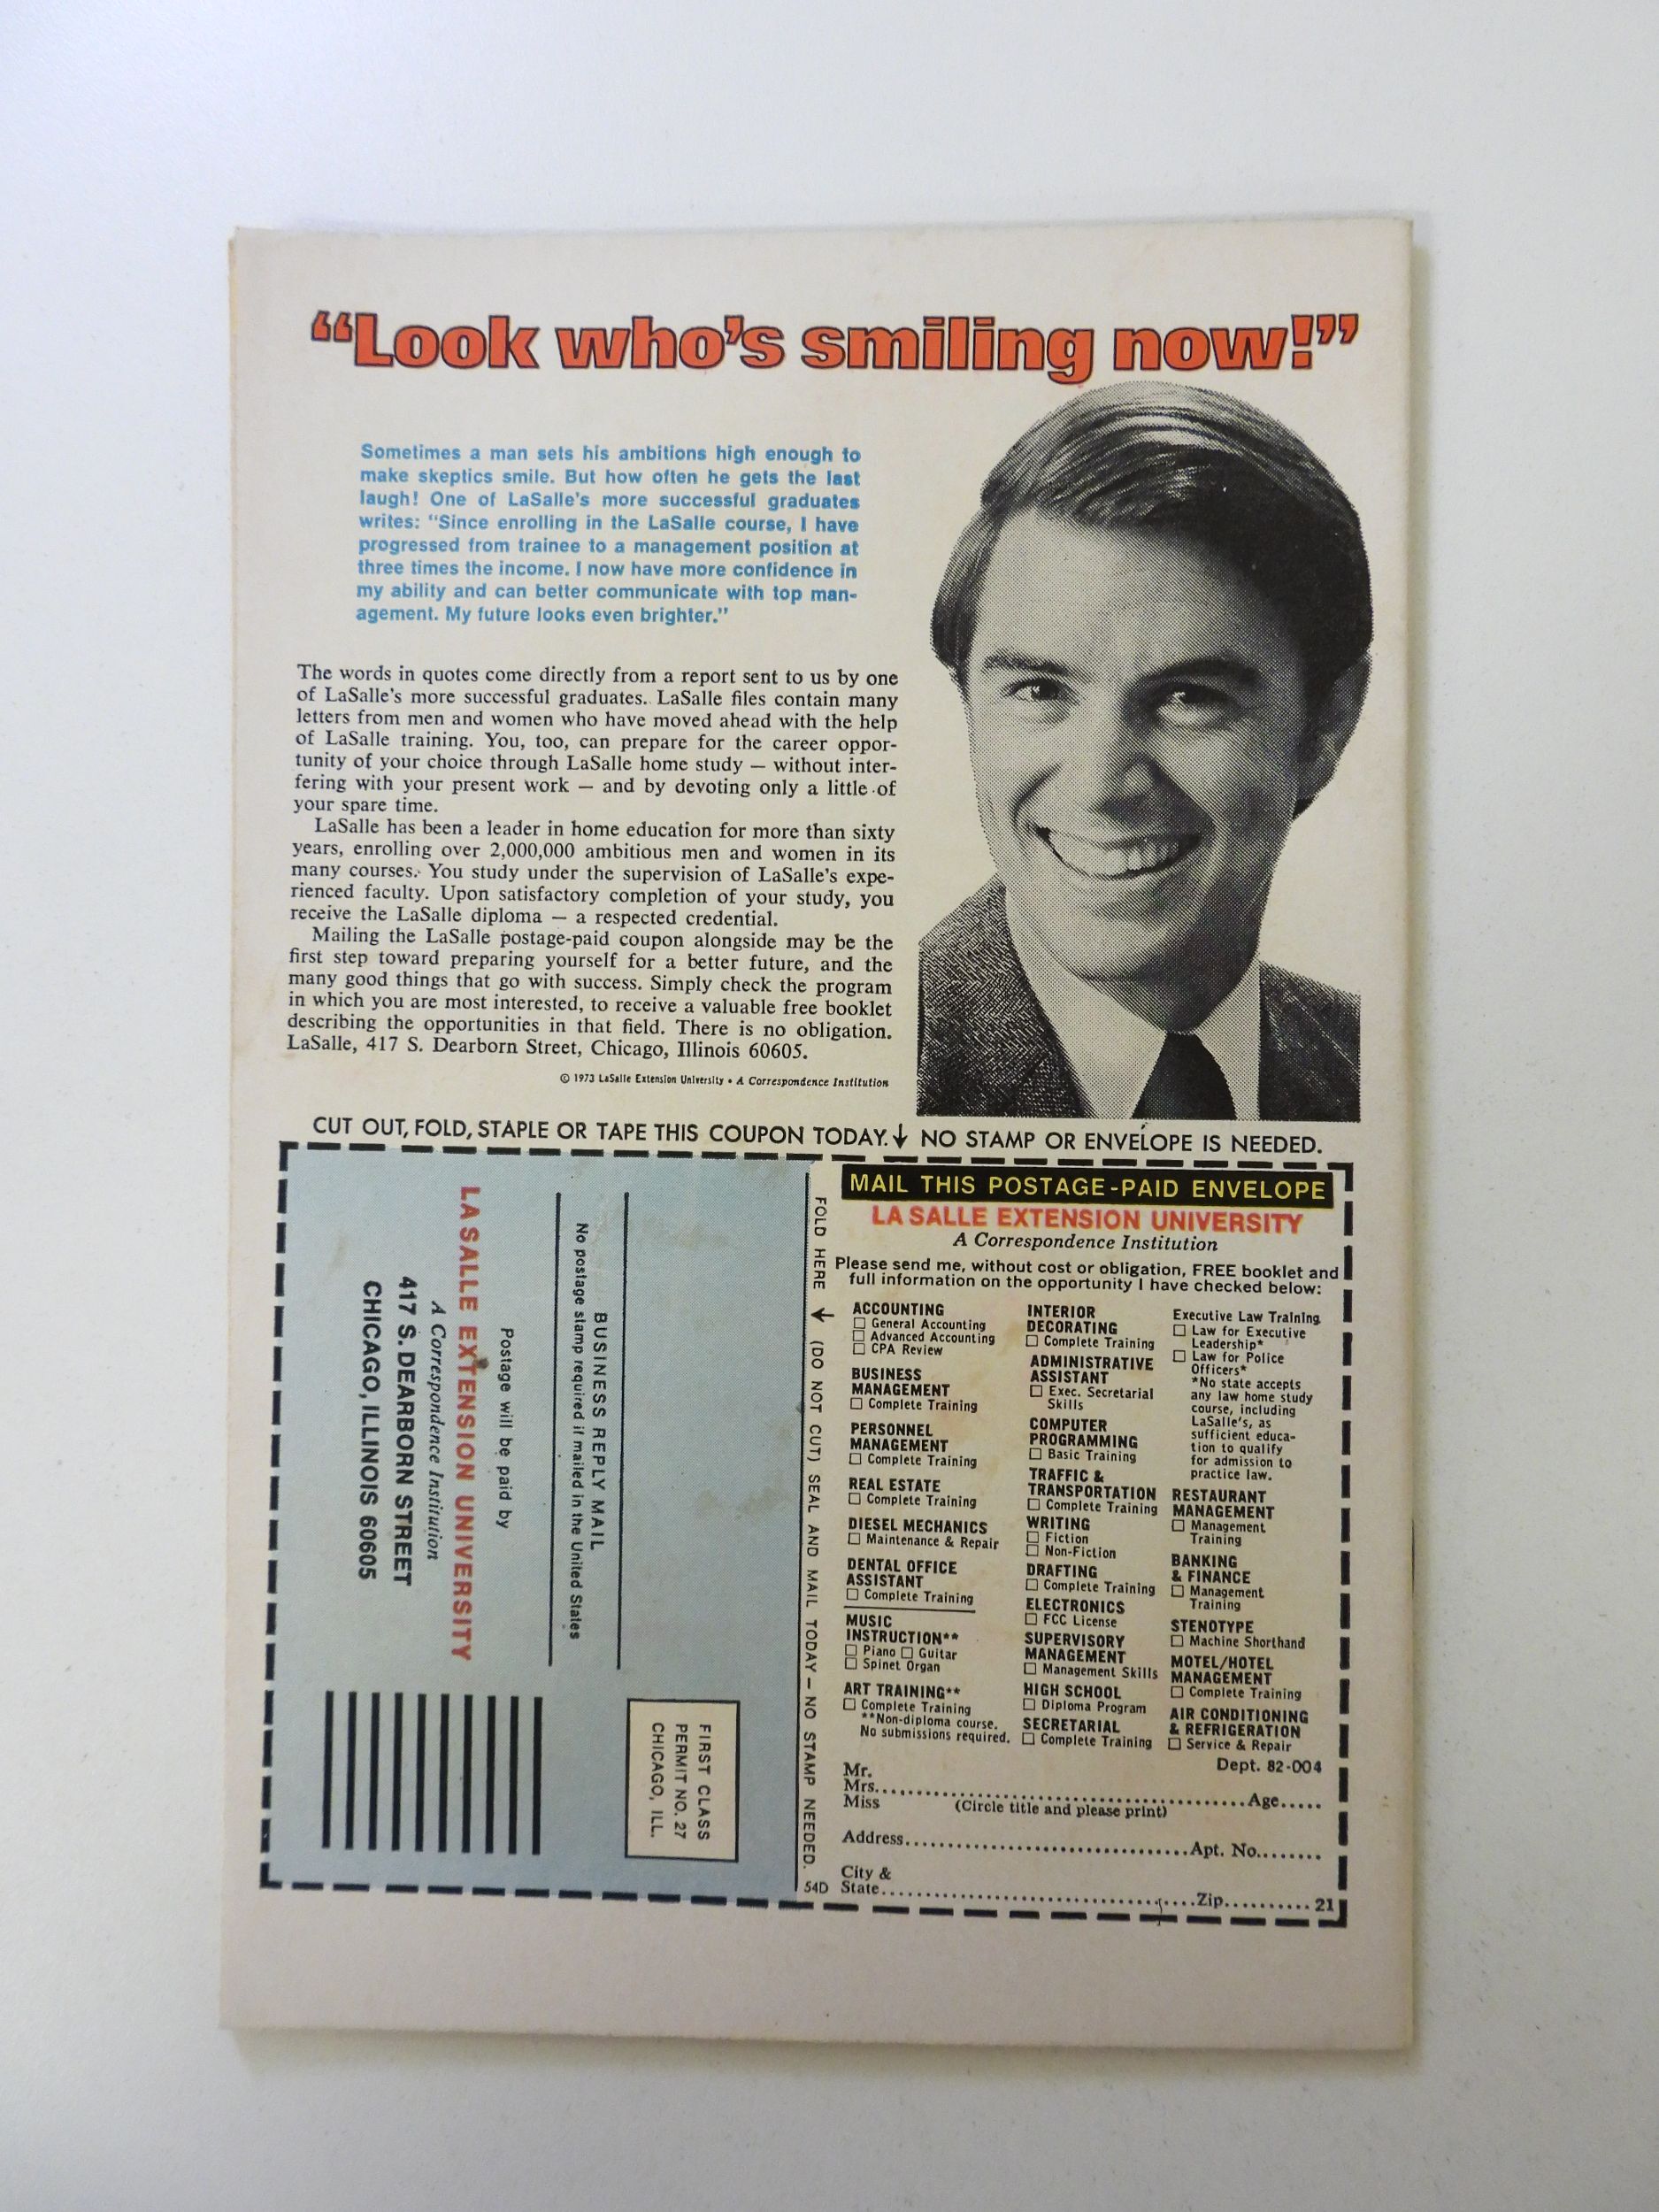 “Look who’s smiling now!”
Sometimes a man sets his ambitions high enough to
make skeptics smile. But how often he gets the last
laugh! One of LaSalle’s more successful graduates
writes: “Since enrolling in the LaSalle course, I have
progressed from trainee to a management position at
three times the income. I now have more confidence in
my ability and can better communicate with top man-
agement. My future looks even brighter.”
The words in quotes come directly from a report sent to us by one
of LaSalle’s more successful graduates. LaSalle files contain many
letters from men and women who have moved ahead with the help
of LaSalle training. You, too, can prepare for the career oppor-
tunity of your choice through LaSalle home study — without inter-
fering with your present work — and by devoting only a little of
your spare time.
LaSalle has been a leader in home education for more than sixty
years, enrolling over 2,000,000 ambitious men and women in its
many courses. You study under the supervision of LaSalle’s expe-
rienced faculty. Upon satisfactory completion of your study, you
receive the LaSalle diploma — a respected credential.
Mailing the LaSalle postage-paid coupon alongside may be the
first step toward preparing yourself for a better future, and the
many good things that go with success. Simply check the program
in which you are most interested, to receive a valuable free booklet
describing the opportunities in that field. There is no obligation.
LaSalle, 417 S. Dearborn Street, Chicago, Illinois 60605.
© 1973 LaSalle Extension University • A Correspondence Institution
CUT OUT, FOLD, STAPLE OR TAPE THIS COUPON TODAY.↓ NO STAMP OR ENVELOPE IS NEEDED.
FIRST CLASS
PERMIT NO. 27
CHICAGO, ILL.
BUSINESS REPLY MAIL
No postage stamp required if mailed in the United States
Postage will be paid by
LA SALLE EXTENSION UNIVERSITY
A Correspondence Institution
417 S. DEARBORN STREET
CHICAGO, ILLINOIS 60605
FOLD HERE ↓ (DO NOT CUT) SEAL AND MAIL TODAY — NO STAMP NEEDED.
54D
MAIL THIS POSTAGE-PAID ENVELOPE
LA SALLE EXTENSION UNIVERSITY
A Correspondence Institution
Please send me, without cost or obligation, FREE booklet and
full information on the opportunity I have checked below:
ACCOUNTING
☐ General Accounting
☐ Advanced Accounting
☐ CPA Review
BUSINESS
MANAGEMENT
☐ Complete Training
PERSONNEL
MANAGEMENT
☐ Complete Training
REAL ESTATE
☐ Complete Training
DIESEL MECHANICS
☐ Maintenance & Repair
DENTAL OFFICE
ASSISTANT
☐ Complete Training
MUSIC
INSTRUCTION**
☐ Piano ☐ Guitar
☐ Spinet Organ
ART TRAINING**
☐ Complete Training
**Non-diploma course.
No submissions required.
INTERIOR
DECORATING
☐ Complete Training
ADMINISTRATIVE
ASSISTANT
☐ Exec. Secretarial
Skills
COMPUTER
PROGRAMMING
☐ Basic Training
TRAFFIC &
TRANSPORTATION
☐ Complete Training
WRITING
☐ Fiction
☐ Non-Fiction
DRAFTING
☐ Complete Training
ELECTRONICS
☐ FCC License
SUPERVISORY
MANAGEMENT
☐ Management Skills
HIGH SCHOOL
☐ Diploma Program
SECRETARIAL
☐ Complete Training
Executive Law Training
☐ Law for Executive
Leadership*
☐ Law for Police
Officers*
*No state accepts
any law home study
course, including
LaSalle’s, as
sufficient educa-
tion to qualify
for admission to
practice law.
RESTAURANT
MANAGEMENT
☐ Management
Training
BANKING
& FINANCE
☐ Management
Training
STENOTYPE
☐ Machine Shorthand
MOTEL/HOTEL
MANAGEMENT
☐ Complete Training
AIR CONDITIONING
& REFRIGERATION
☐ Service & Repair
Dept. 82-004
Mr.
Mrs..........................................Age.....
Miss (Circle title and please print)
Address..................................Apt. No........
City &
State......................................Zip.......... 21